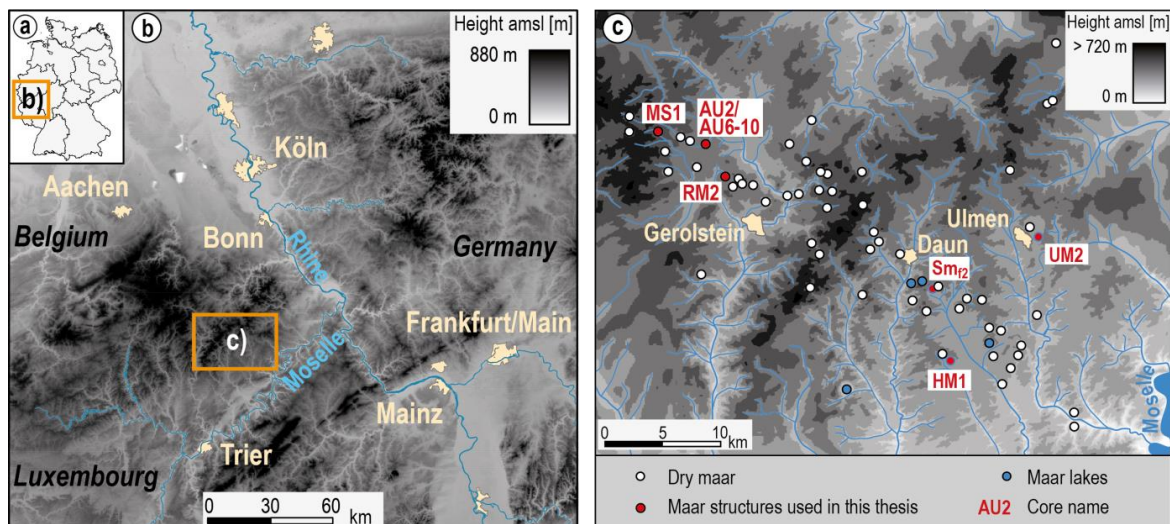 a
b)
b
Height amsl [m]
880 m
0 m
Köln
Aachen
Belgium
Bonn
Rhine
Germany
c)
Moselle
Frankfurt/Main
Mainz
Trier
Luxembourg
0 30 60
km
c
Height amsl [m]
> 720 m
0 m
MS1
AU2/
AU6-10
RM2
Gerolstein
Ulmen
Daun
UM2
Smf2
HM1
Moselle
0 5 10
km
Dry maar
Maar lakes
Maar structures used in this thesis
AU2 Core name